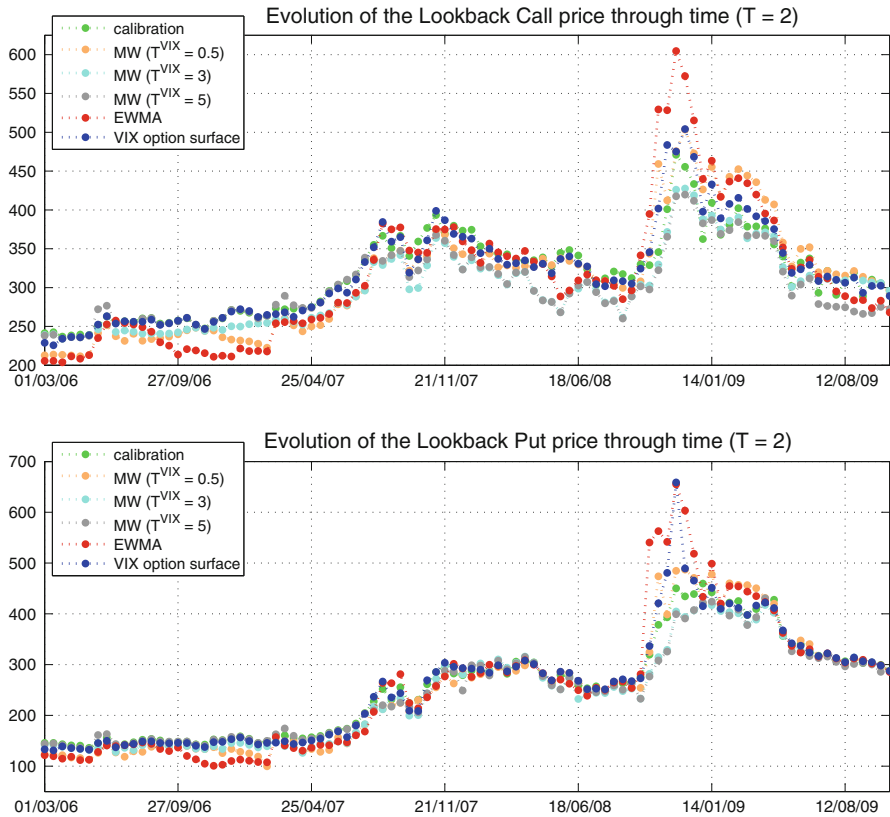 Evolution of the Lookback Call price through time (T = 2)
calibration
MW (T^VIX = 0.5)
MW (T^VIX = 3)
MW (T^VIX = 5)
EWMA
VIX option surface
600
550
500
450
400
350
300
250
200
01/03/06 27/09/06 25/04/07 21/11/07 18/06/08 14/01/09 12/08/09
Evolution of the Lookback Put price through time (T = 2)
calibration
MW (T^VIX = 0.5)
MW (T^VIX = 3)
MW (T^VIX = 5)
EWMA
VIX option surface
700
600
500
400
300
200
100
01/03/06 27/09/06 25/04/07 21/11/07 18/06/08 14/01/09 12/08/09